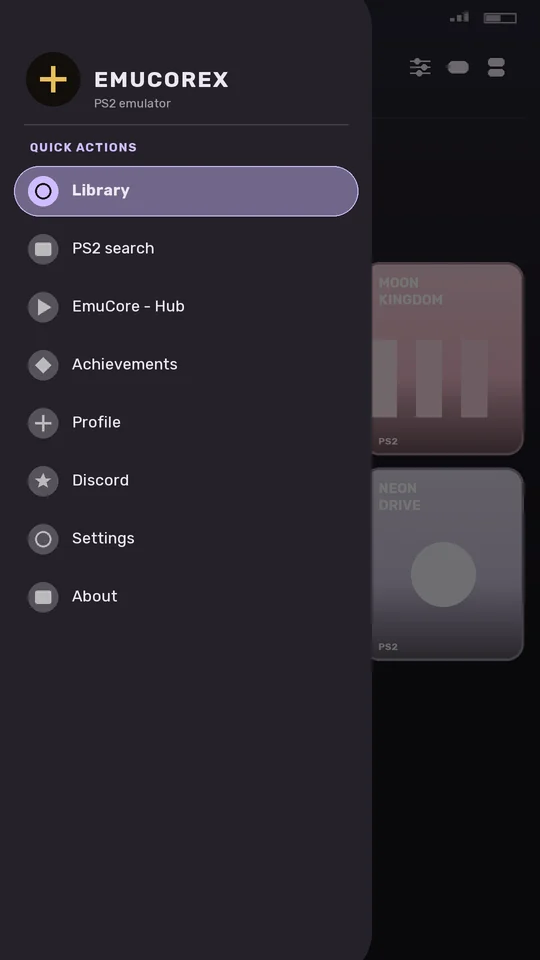 EMUCOREX
PS2 emulator
QUICK ACTIONS
Library
PS2 search
EmuCore - Hub
Achievements
Profile
Discord
Settings
About
MOON
KINGDOM
PS2
NEON
DRIVE
PS2